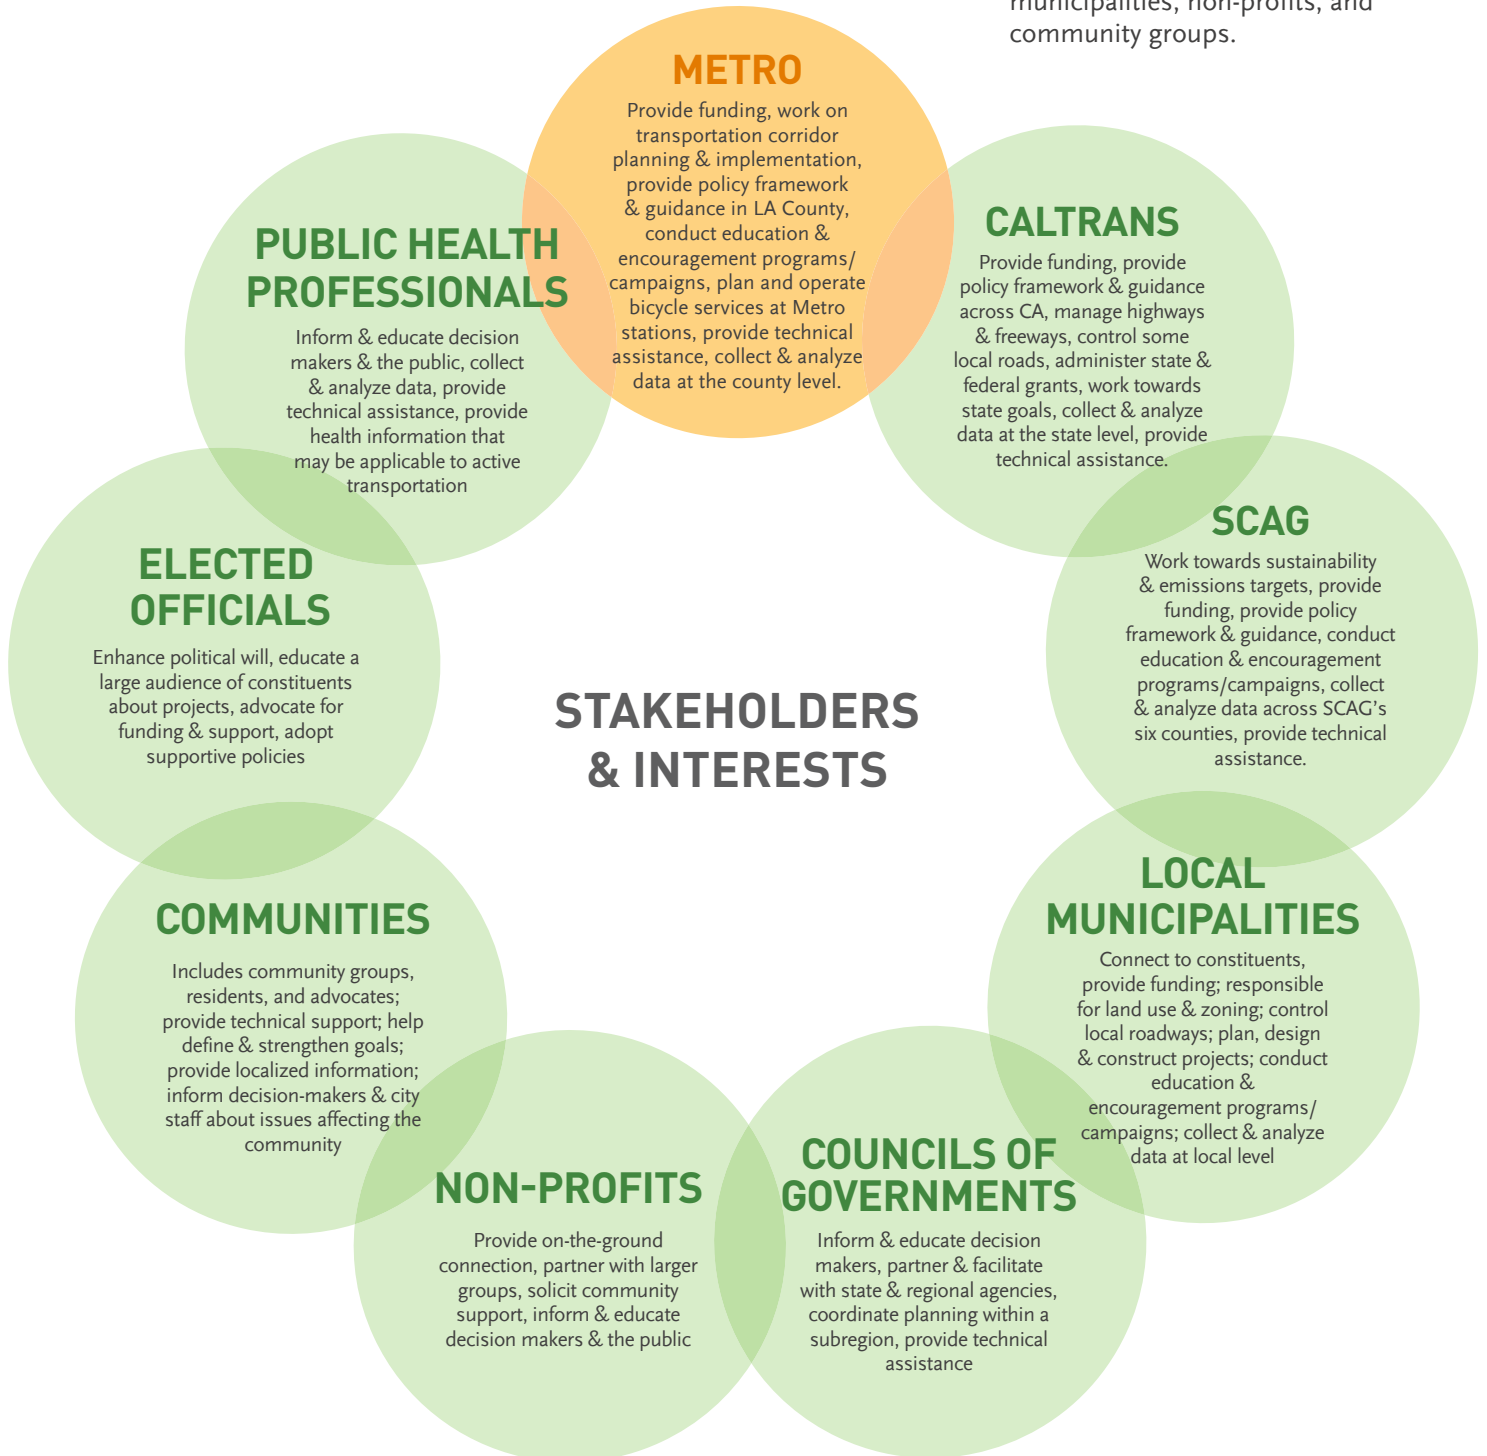 municipalities, non-profits, and
community groups.
METRO
Provide funding, work on
transportation corridor
planning & implementation,
provide policy framework
& guidance in LA County,
conduct education &
encouragement programs/
campaigns, plan and operate
bicycle services at Metro
stations, provide technical
assistance, collect & analyze
data at the county level.
CALTRANS
Provide funding, provide
policy framework & guidance
across CA, manage highways
& freeways, control some
local roads, administer state &
federal grants, work towards
state goals, collect & analyze
data at the state level, provide
technical assistance.
SCAG
Work towards sustainability
& emissions targets, provide
funding, provide policy
framework & guidance, conduct
education & encouragement
programs/campaigns, collect
& analyze data across SCAG’s
six counties, provide technical
assistance.
LOCAL
MUNICIPALITIES
Connect to constituents,
provide funding; responsible
for land use & zoning; control
local roadways; plan, design
& construct projects; conduct
education &
encouragement programs/
campaigns; collect & analyze
data at local level
COUNCILS OF
GOVERNMENTS
Inform & educate decision
makers, partner & facilitate
with state & regional agencies,
coordinate planning within a
subregion, provide technical
assistance
NON-PROFITS
Provide on-the-ground
connection, partner with larger
groups, solicit community
support, inform & educate
decision makers & the public
COMMUNITIES
Includes community groups,
residents, and advocates;
provide technical support; help
define & strengthen goals;
provide localized information;
inform decision-makers & city
staff about issues affecting the
community
ELECTED
OFFICIALS
Enhance political will, educate a
large audience of constituents
about projects, advocate for
funding & support, adopt
supportive policies
PUBLIC HEALTH
PROFESSIONALS
Inform & educate decision
makers & the public, collect
& analyze data, provide
technical assistance, provide
health information that
may be applicable to active
transportation
STAKEHOLDERS
& INTERESTS